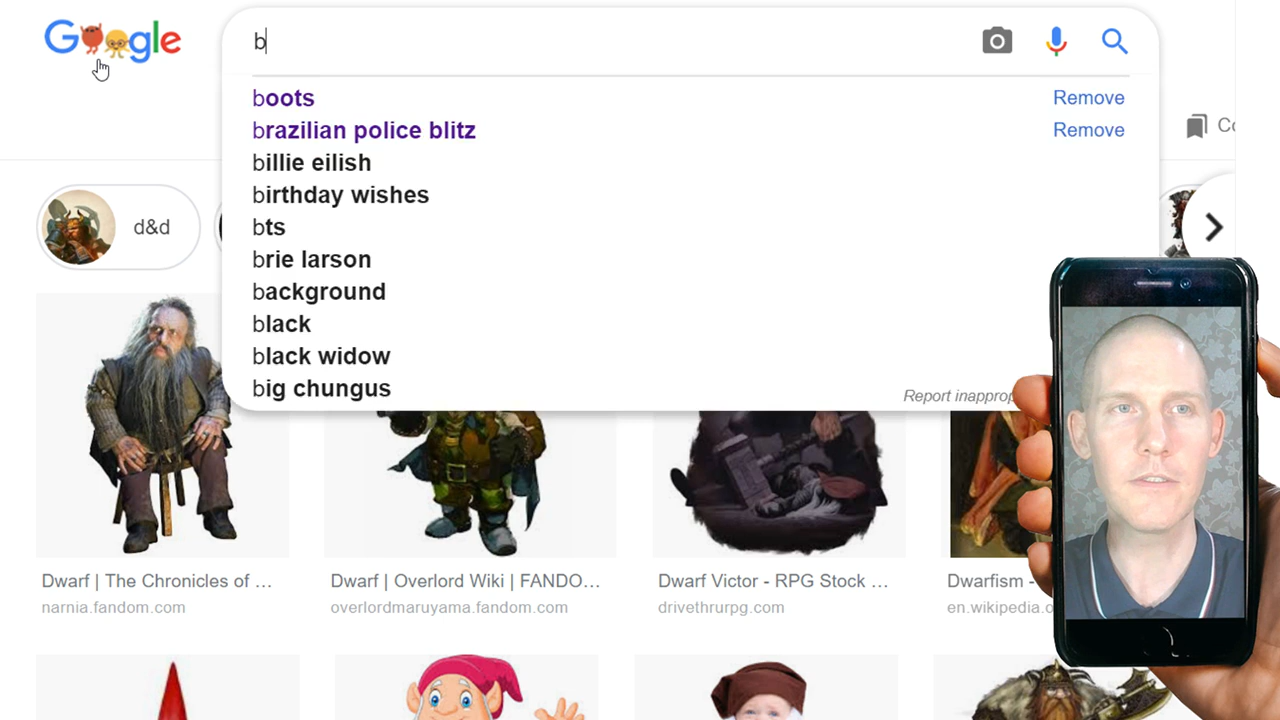 Google
b
boots Remove
brazilian police blitz Remove
billie eilish
birthday wishes
bts
brie larson
background
black
black widow
big chungus
Report
d&d
Dwarf | The Chronicles of ...
narnia.fandom.com
Dwarf | Overlord Wiki | FANDO...
overlordmaruyama.fandom.com
Dwarf Victor - RPG Stock ...
drivethrurpg.com
Dwarfism -